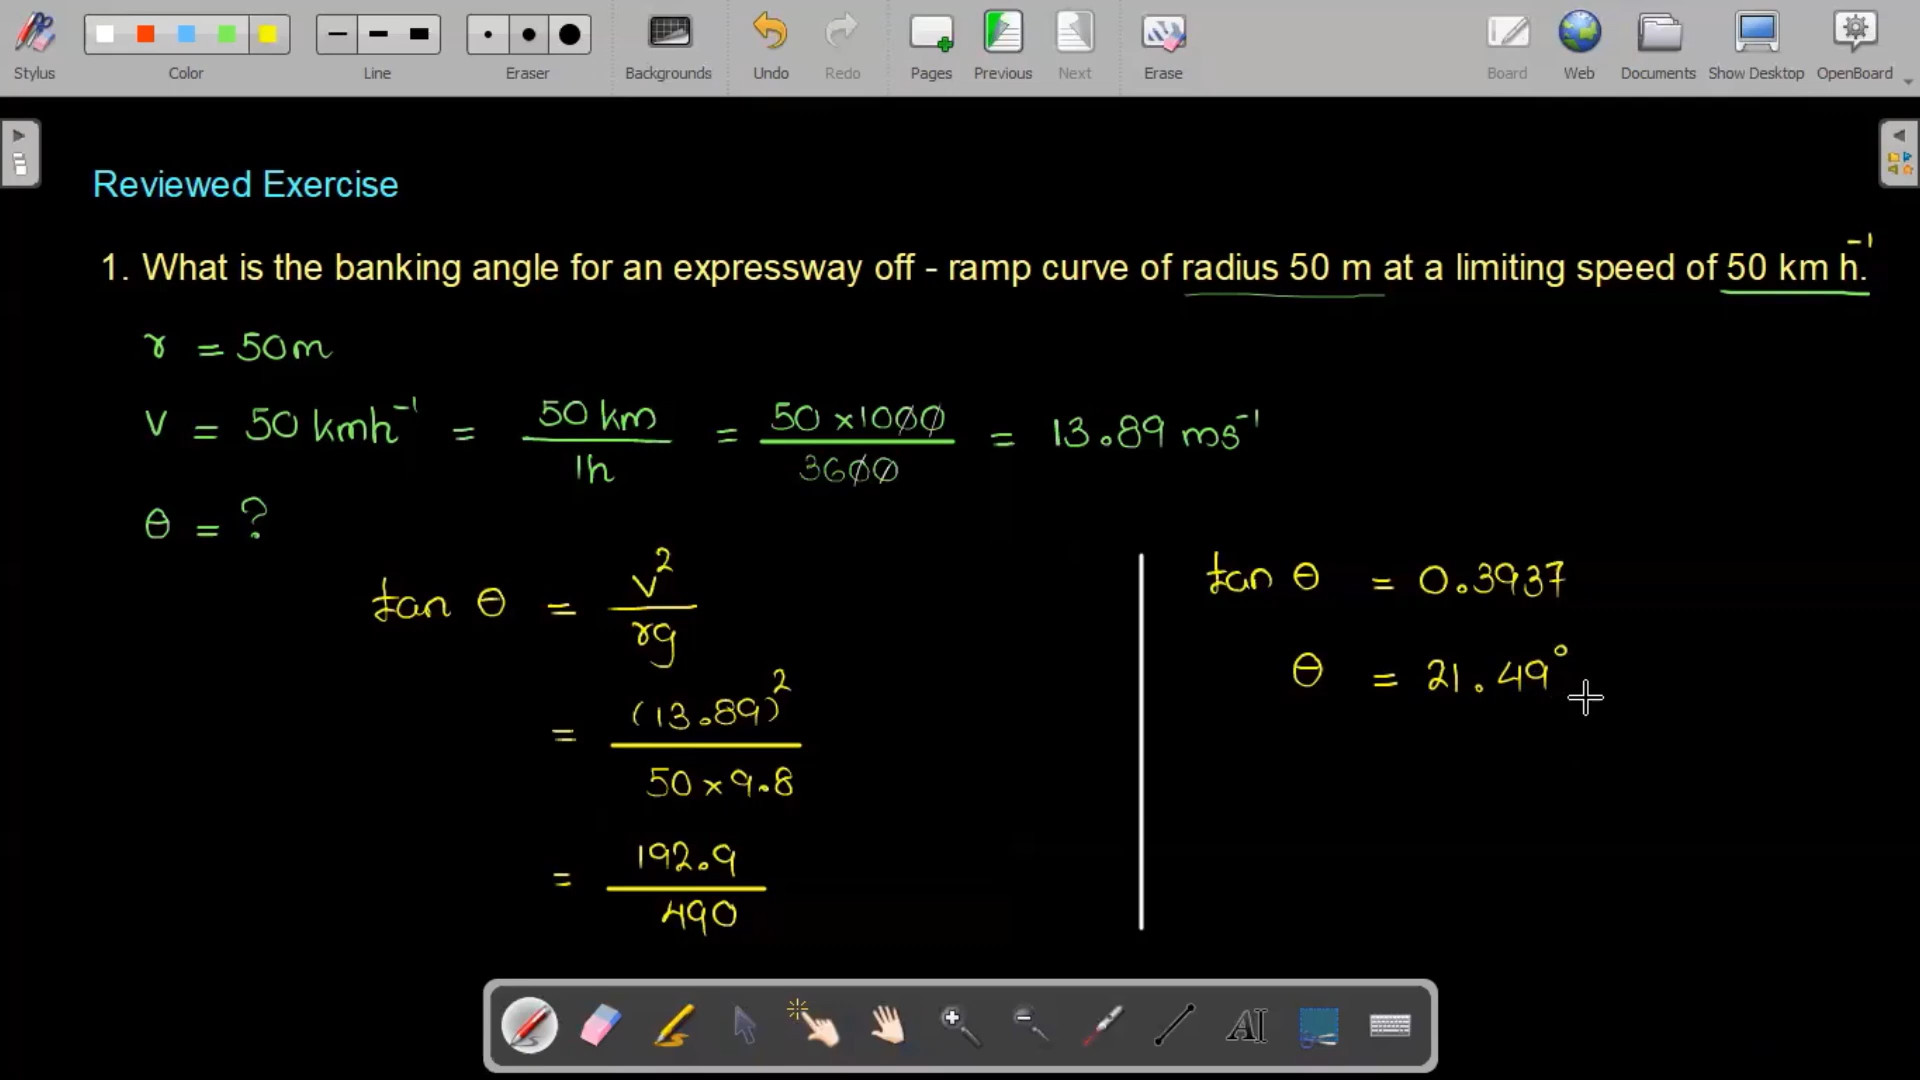 Stylus Color Line Eraser Backgrounds Undo Redo Pages Previous Next Erase Board Web Documents Show Desktop OpenBoard
Reviewed Exercise
1. What is the banking angle for an expressway off - ramp curve of radius 50 m at a limiting speed of 50 km h⁻¹.
r = 50m
v = 50 kmh⁻¹ = 50 km / 1h = 50 × 1000 / 3600 = 13.89 ms⁻¹
θ = ?
tan θ = v² / rg
= (13.89)² / 50 × 9.8
= 192.9 / 490
tan θ = 0.3937
θ = 21.49°
AI